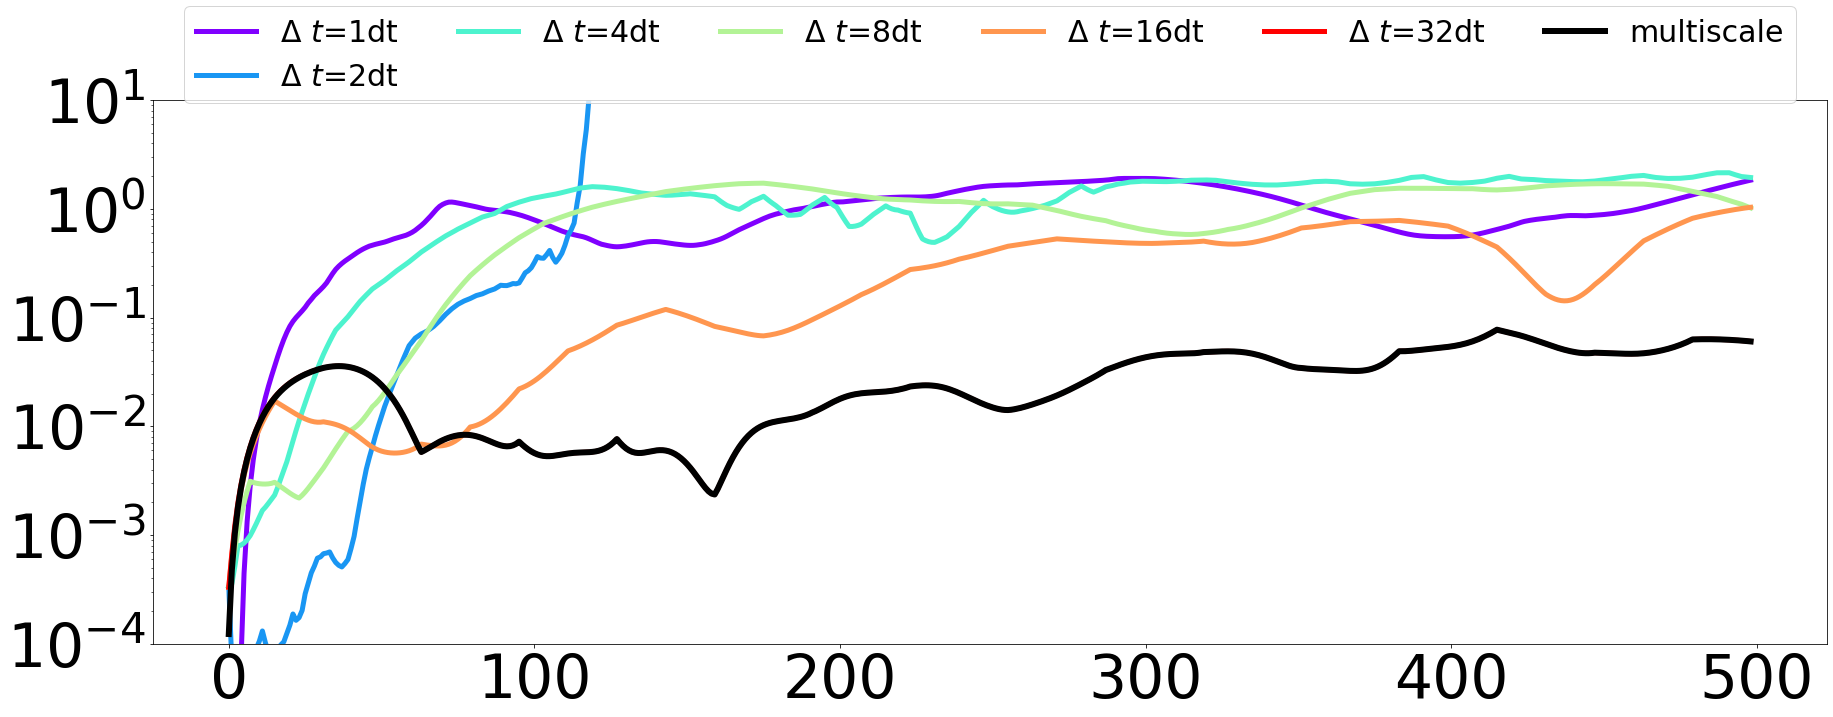 Δ t=1dt Δ t=4dt Δ t=8dt Δ t=16dt Δ t=32dt multiscale
Δ t=2dt
10^1
10^0
10^-1
10^-2
10^-3
10^-4
0 100 200 300 400 500